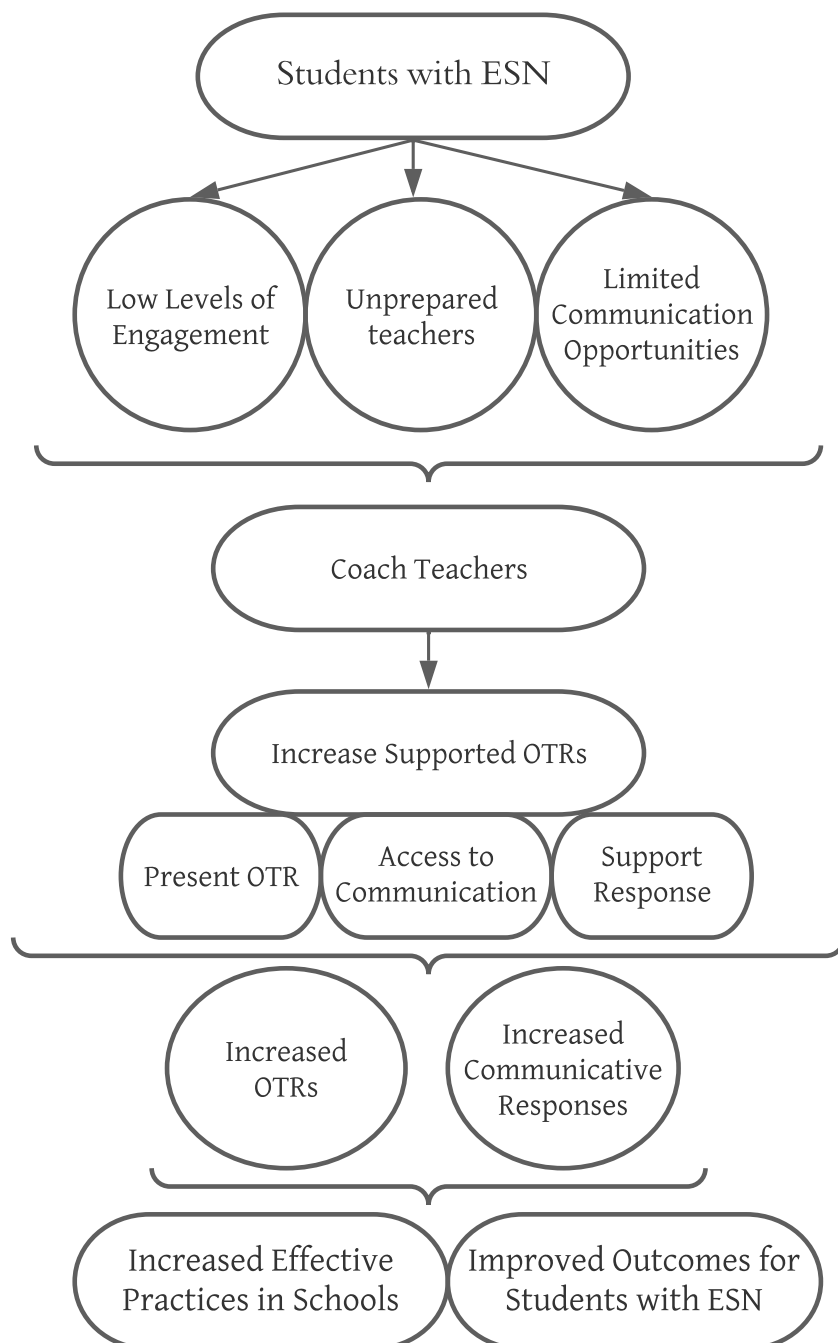 Students with ESN
Low Levels of
Engagement
Unprepared
teachers
Limited
Communication
Opportunities
Coach Teachers
Increase Supported OTRs
Present OTR
Access to
Communication
Support
Response
Increased
OTRs
Increased
Communicative
Responses
Increased Effective
Practices in Schools
Improved Outcomes for
Students with ESN